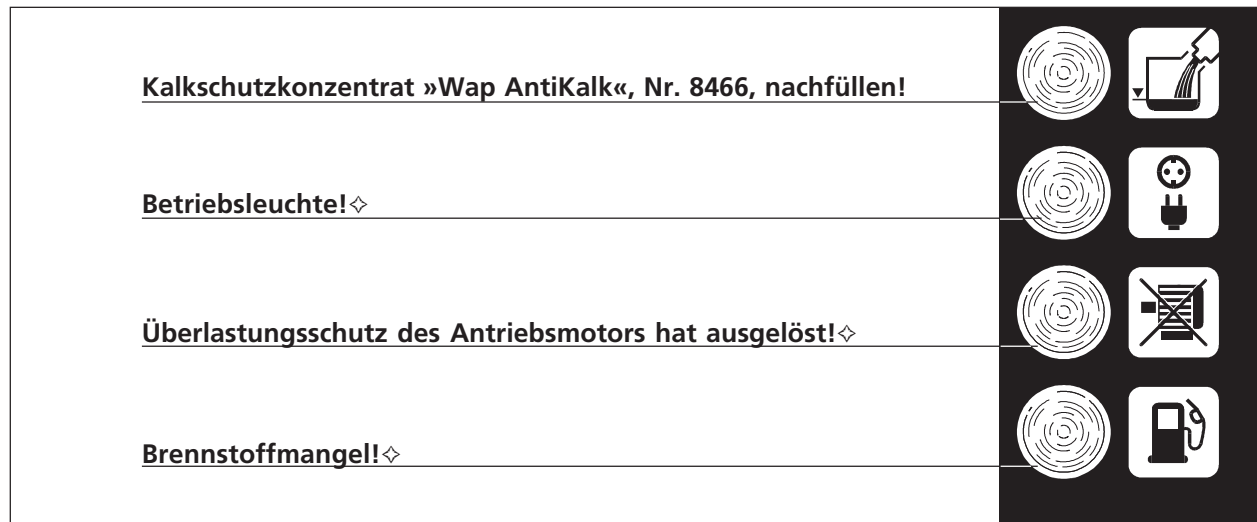 Kalkschutzkonzentrat »Wap AntiKalk«, Nr. 8466, nachfüllen!
Betriebsleuchte!✧
Überlastungsschutz des Antriebsmotors hat ausgelöst!✧
Brennstoffmangel!✧